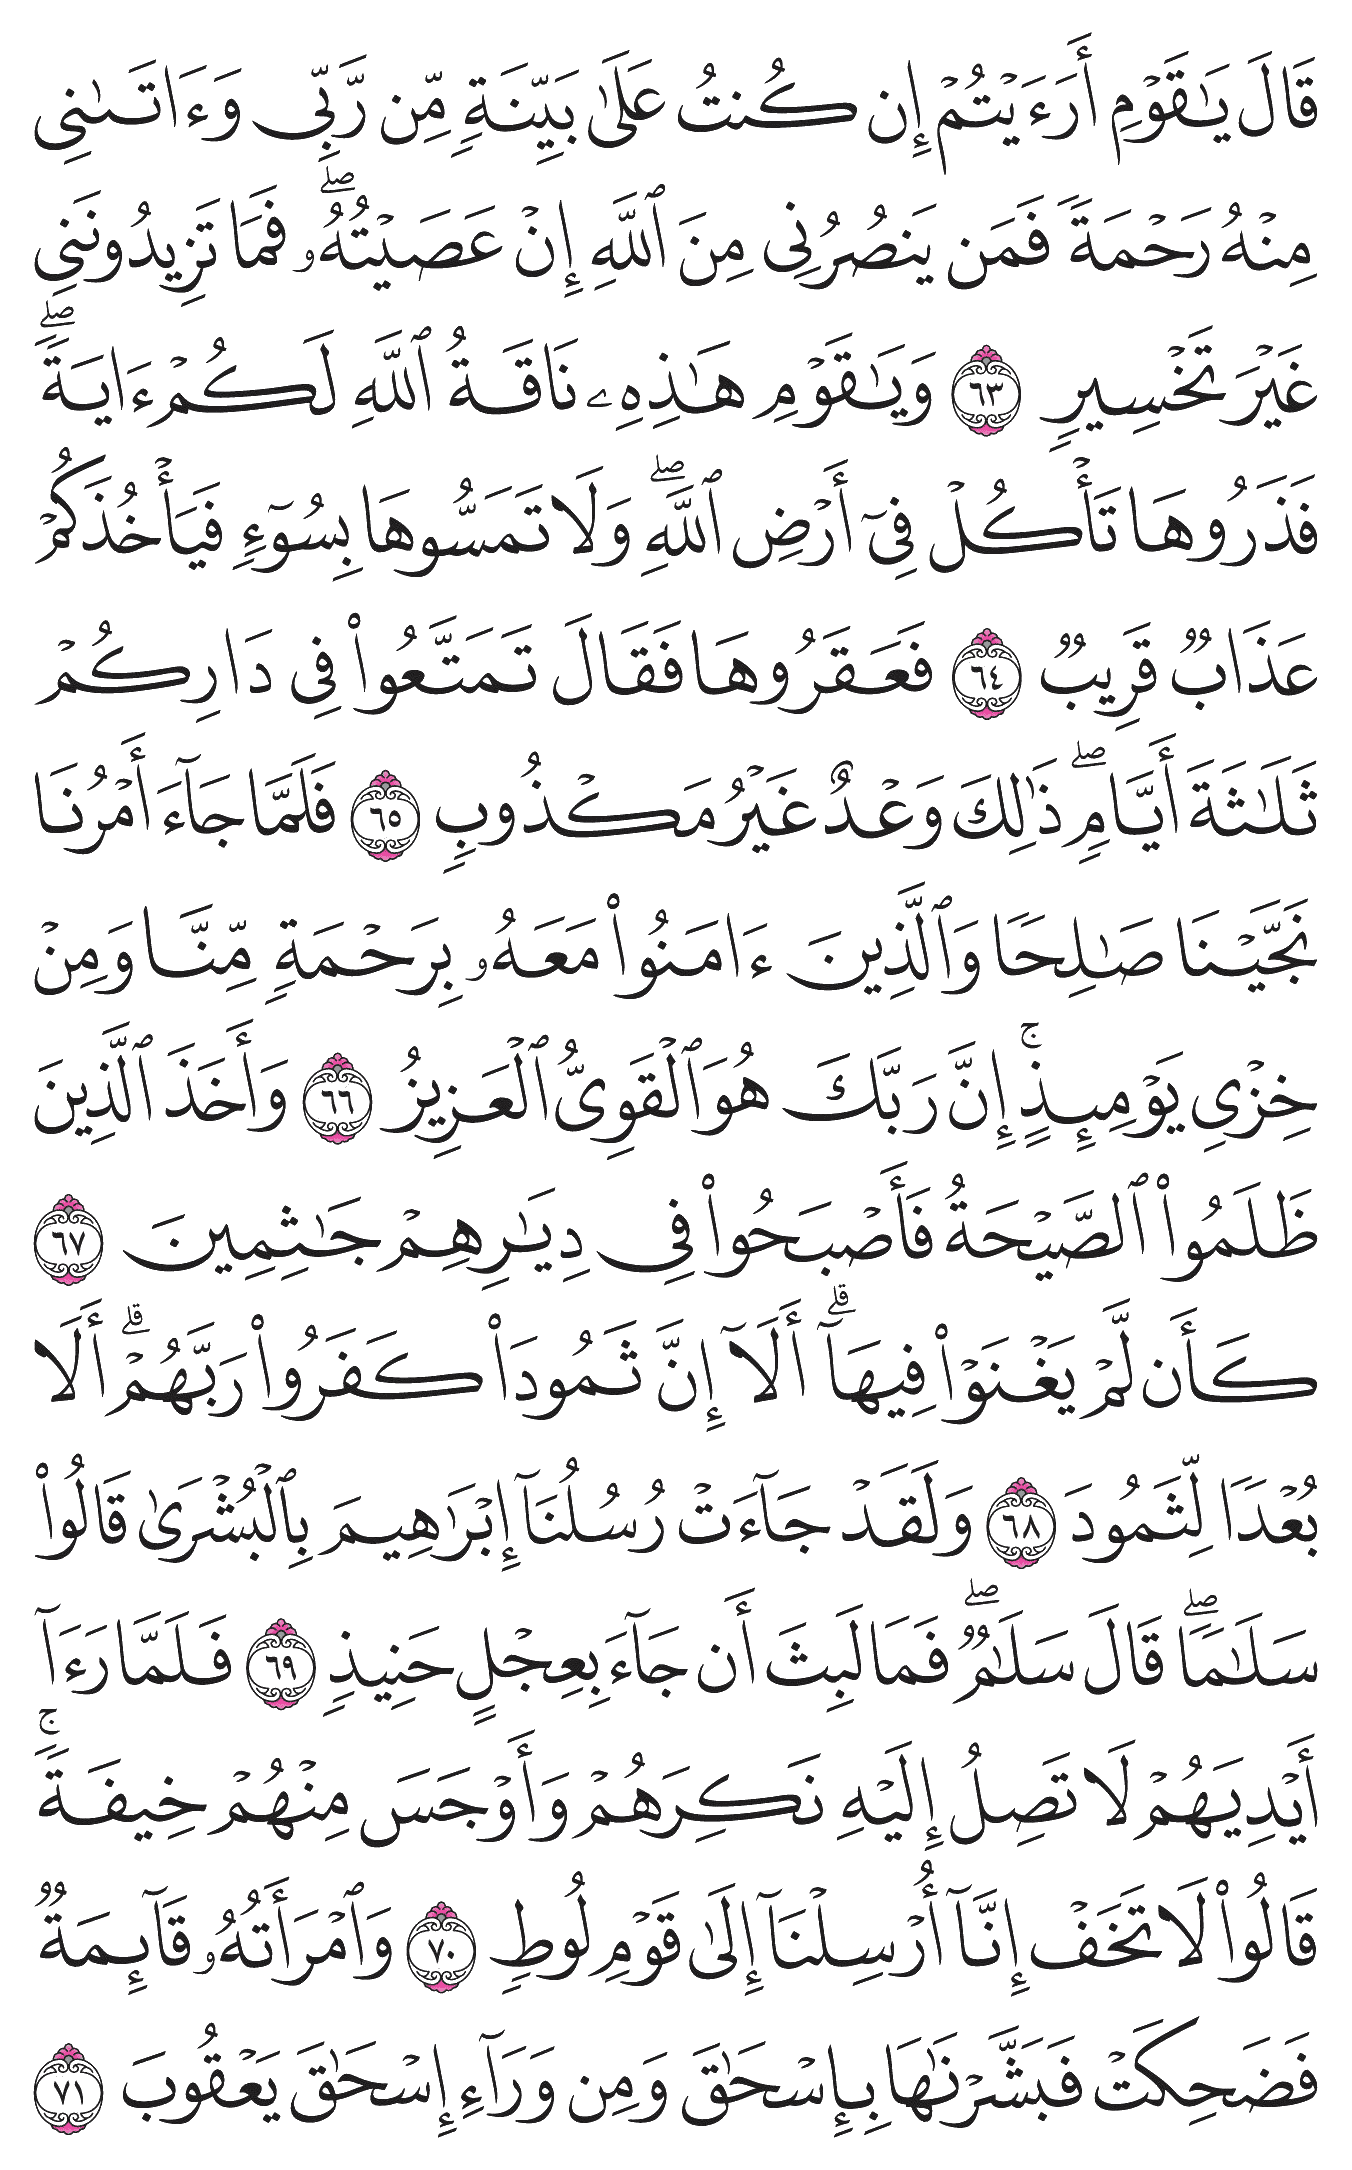 قَالَ يَٰقَوۡمِ أَرَءَيۡتُمۡ إِن كُنتُ عَلَىٰ بَيِّنَةٖ مِّن رَّبِّي وَءَاتَىٰنِي
مِنۡهُ رَحۡمَةٗ فَمَن يَنصُرُنِي مِنَ ٱللَّهِ إِنۡ عَصَيۡتُهُۥۖ فَمَا تَزِيدُونَنِي
غَيۡرَ تَخۡسِيرٖ ٦٣ وَيَٰقَوۡمِ هَٰذِهِۦ نَاقَةُ ٱللَّهِ لَكُمۡ ءَايَةٗۖ
فَذَرُوهَا تَأۡكُلۡ فِيٓ أَرۡضِ ٱللَّهِۖ وَلَا تَمَسُّوهَا بِسُوٓءٖ فَيَأۡخُذَكُمۡ
عَذَابٞ قَرِيبٞ ٦٤ فَعَقَرُوهَا فَقَالَ تَمَتَّعُواْ فِي دَارِكُمۡ
ثَلَٰثَةَ أَيَّامٖۖ ذَٰلِكَ وَعۡدٌ غَيۡرُ مَكۡذُوبٖ ٦٥ فَلَمَّا جَآءَ أَمۡرُنَا
نَجَّيۡنَا صَٰلِحٗا وَٱلَّذِينَ ءَامَنُواْ مَعَهُۥ بِرَحۡمَةٖ مِّنَّا وَمِنۡ
خِزۡيِ يَوۡمِئِذٍۚ إِنَّ رَبَّكَ هُوَ ٱلۡقَوِيُّ ٱلۡعَزِيزُ ٦٦ وَأَخَذَ ٱلَّذِينَ
ظَلَمُواْ ٱلصَّيۡحَةُ فَأَصۡبَحُواْ فِي دِيَٰرِهِمۡ جَٰثِمِينَ ٦٧
كَأَن لَّمۡ يَغۡنَوۡاْ فِيهَآۗ أَلَآ إِنَّ ثَمُودَاْ كَفَرُواْ رَبَّهُمۡۗ أَلَا
بُعۡدٗا لِّثَمُودَ ٦٨ وَلَقَدۡ جَآءَتۡ رُسُلُنَآ إِبۡرَٰهِيمَ بِٱلۡبُشۡرَىٰ قَالُواْ
سَلَٰمٗاۖ قَالَ سَلَٰمٞۖ فَمَا لَبِثَ أَن جَآءَ بِعِجۡلٍ حَنِيذٖ ٦٩ فَلَمَّا رَءَآ
أَيۡدِيَهُمۡ لَا تَصِلُ إِلَيۡهِ نَكِرَهُمۡ وَأَوۡجَسَ مِنۡهُمۡ خِيفَةٗۚ
قَالُواْ لَا تَخَفۡ إِنَّآ أُرۡسِلۡنَآ إِلَىٰ قَوۡمِ لُوطٖ ٧٠ وَٱمۡرَأَتُهُۥ قَآئِمَةٞ
فَضَحِكَتۡ فَبَشَّرۡنَٰهَا بِإِسۡحَٰقَ وَمِن وَرَآءِ إِسۡحَٰقَ يَعۡقُوبَ ٧١